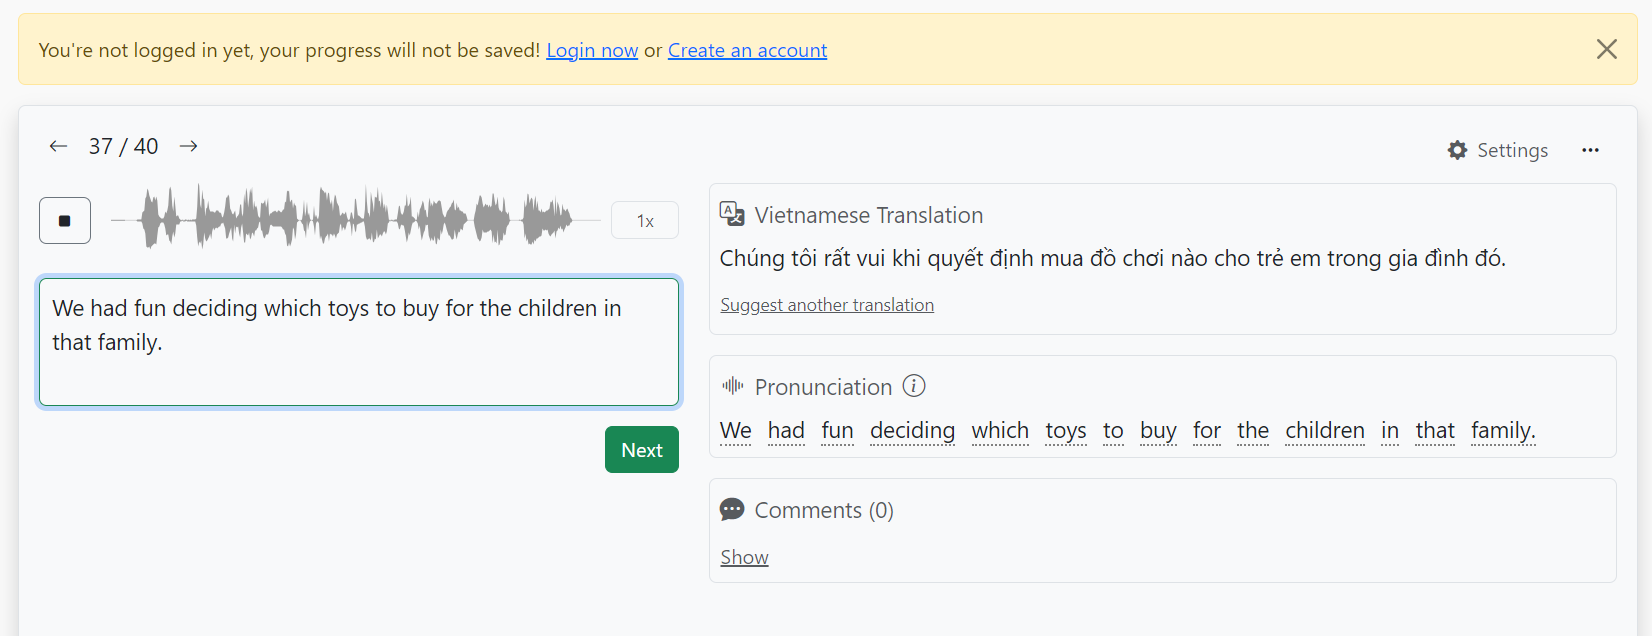 You're not logged in yet, your progress will not be saved! Login now or Create an account
37 / 40
Settings
1x
We had fun deciding which toys to buy for the children in
that family.
Next
Vietnamese Translation
Chúng tôi rất vui khi quyết định mua đồ chơi nào cho trẻ em trong gia đình đó.
Suggest another translation
Pronunciation
We had fun deciding which toys to buy for the children in that family.
Comments (0)
Show